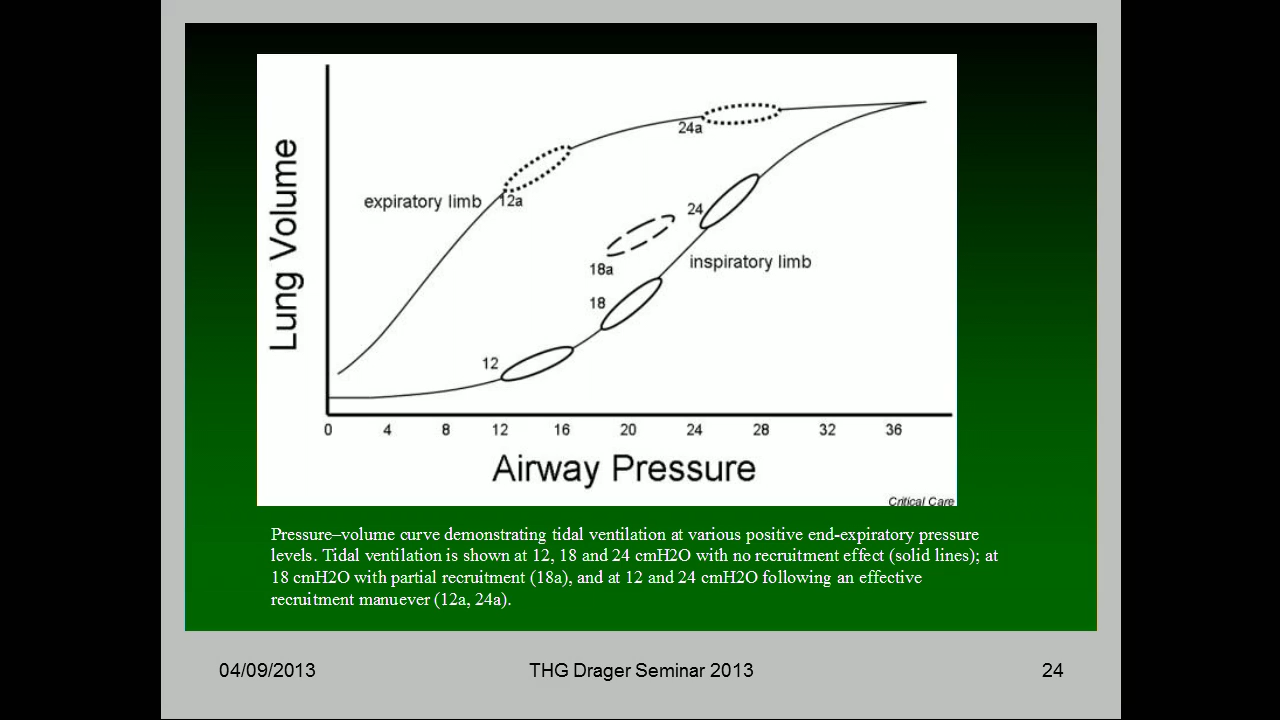 Lung Volume
24a
expiratory limb
12a
24
18a
inspiratory limb
18
12
0 4 8 12 16 20 24 28 32 36
Airway Pressure
Critical Care
Pressure–volume curve demonstrating tidal ventilation at various positive end-expiratory pressure
levels. Tidal ventilation is shown at 12, 18 and 24 cmH2O with no recruitment effect (solid lines); at
18 cmH2O with partial recruitment (18a), and at 12 and 24 cmH2O following an effective
recruitment manuever (12a, 24a).
04/09/2013 THG Drager Seminar 2013 24